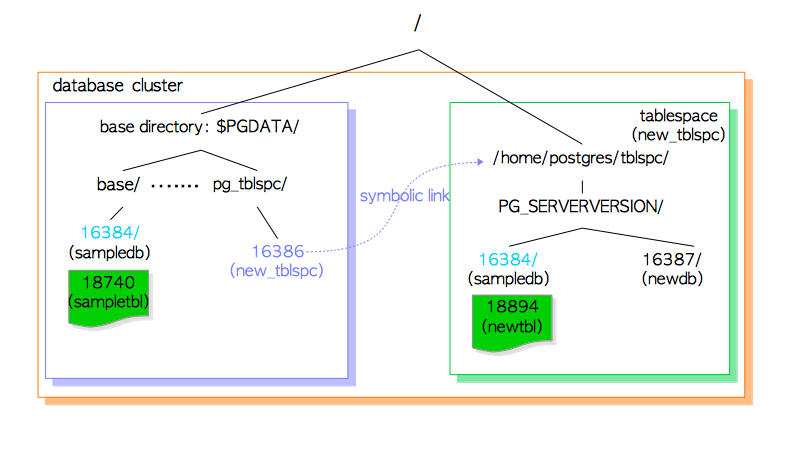 /
database cluster
base directory: $PGDATA/
base/ ······· pg_tblspc/
16384/
(sampledb)
18740
(sampletbl)
16386
(new_tblspc)
symbolic link
tablespace
(new_tblspc)
/home/postgres/tblspc/
PG_SERVERVERSION/
16384/
(sampledb)
18894
(newtbl)
16387/
(newdb)